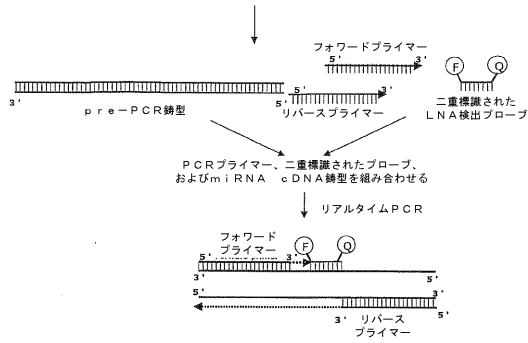 フォワードプライマー
5' 3'
F Q
3' 5' 5' 3'
pre－PCR鋳型
リバースプライマー
二重標識された
LNA検出プローブ
PCRプライマー、二重標識されたプローブ、
およびmiRNA cDNA鋳型を組み合わせる
リアルタイムPCR
フォワード
プライマー
5' 3' F Q
3' 5'
5' 3'
3' 5'
リバース
プライマー